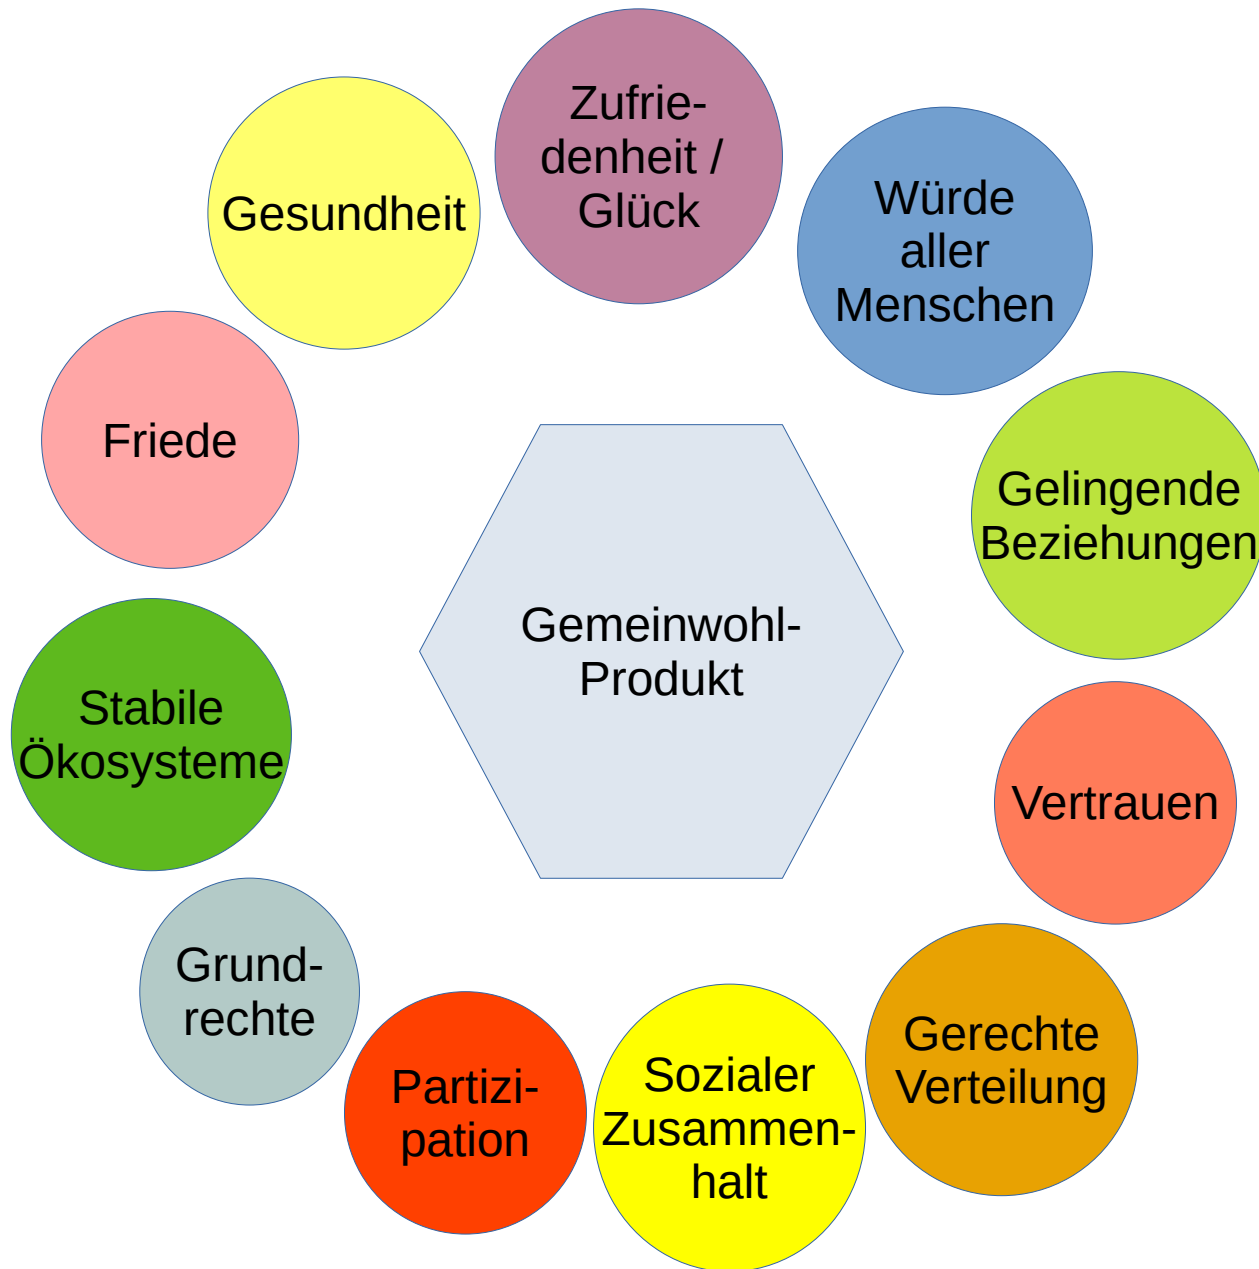 Zufrie-
denheit /
Glück
Würde
aller
Menschen
Gelingende
Beziehungen
Vertrauen
Gerechte
Verteilung
Sozialer
Zusammen-
halt
Partizi-
pation
Grund-
rechte
Stabile
Ökosysteme
Friede
Gesundheit
Gemeinwohl-
Produkt